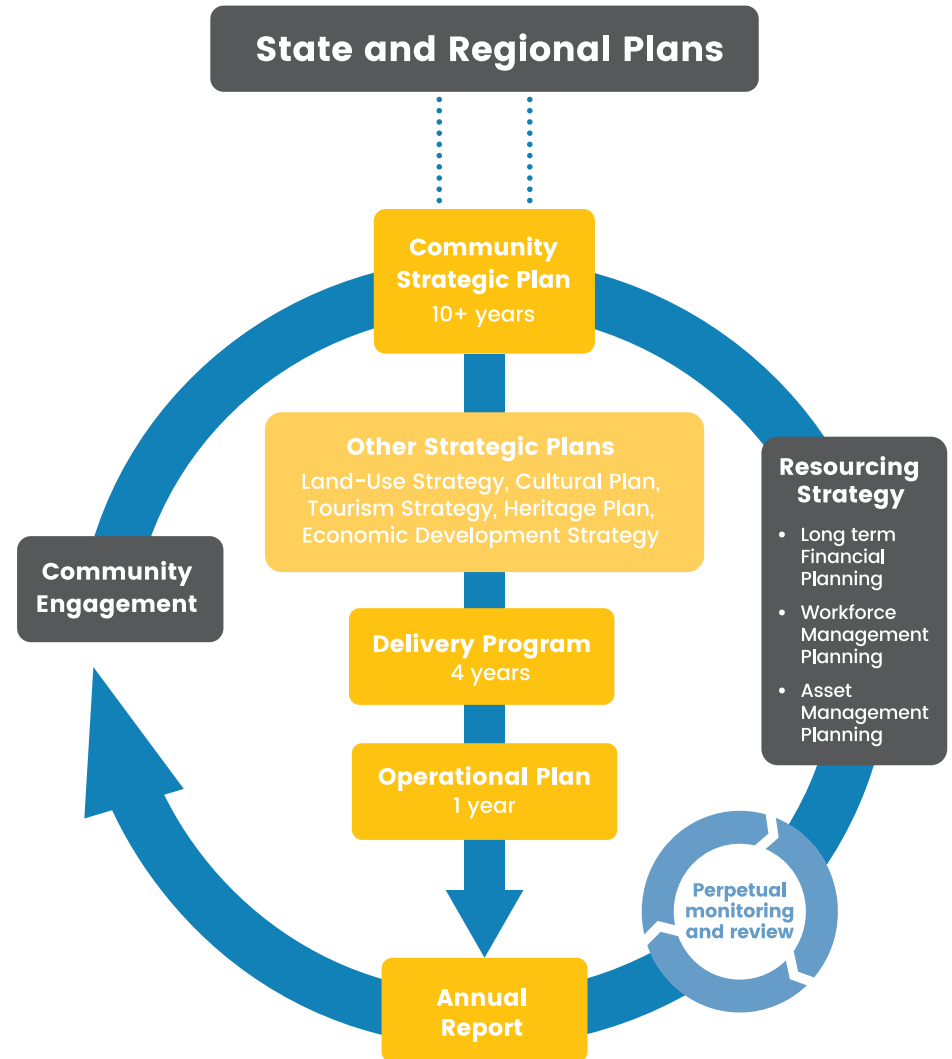 State and Regional Plans
Community
Strategic Plan
10+ years
Other Strategic Plans
Land-Use Strategy, Cultural Plan,
Tourism Strategy, Heritage Plan,
Economic Development Strategy
Resourcing
Strategy
• Long term
Financial
Planning
• Workforce
Management
Planning
• Asset
Management
Planning
Community
Engagement
Delivery Program
4 years
Operational Plan
1 year
Perpetual
monitoring
and review
Annual
Report